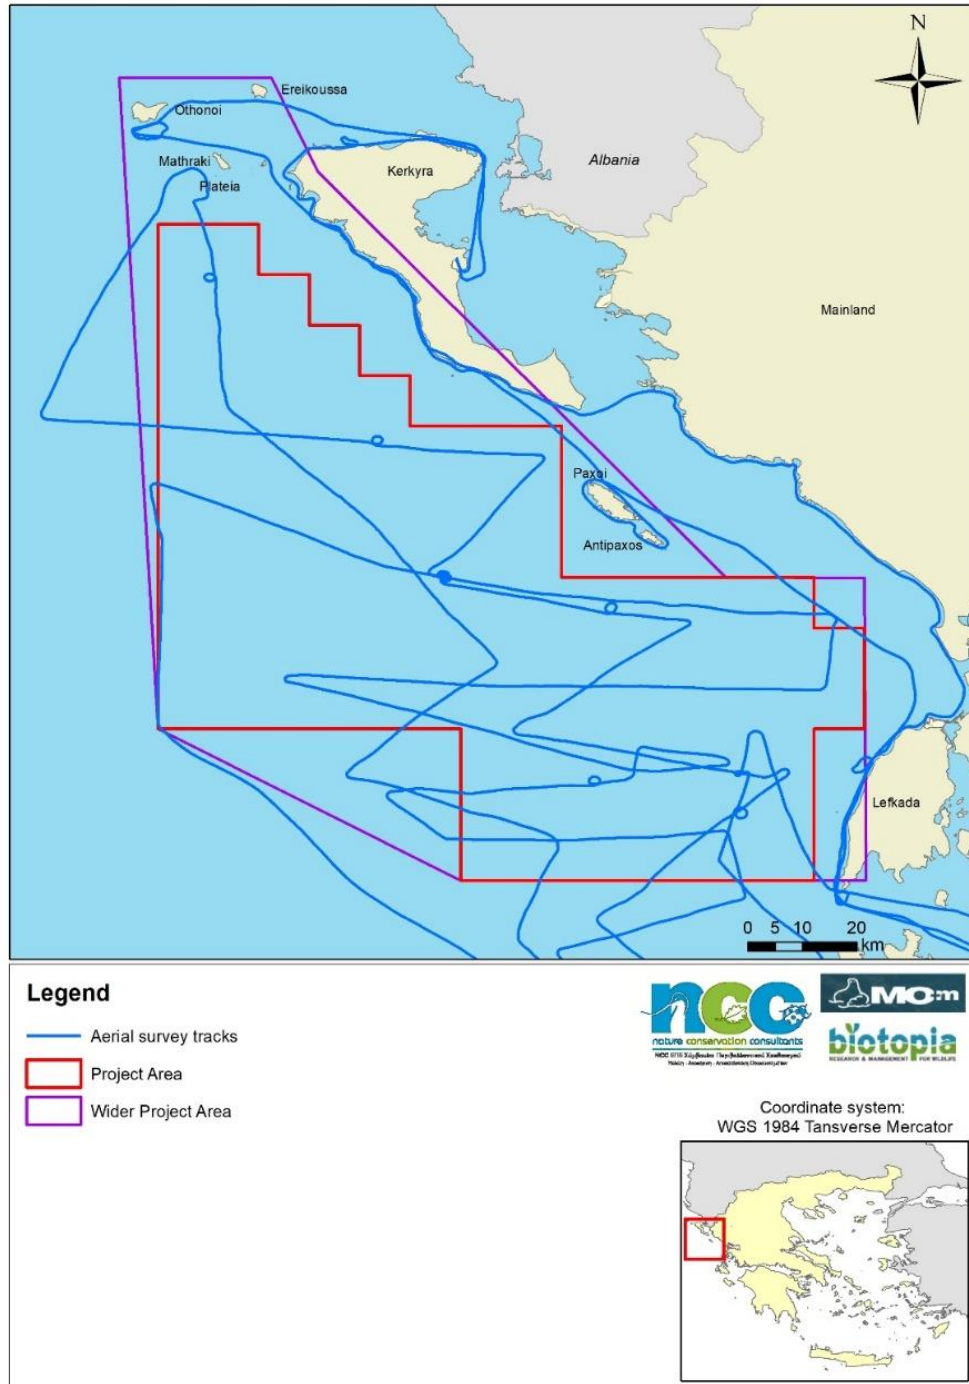 N
Ereikoussa
Othonoi
Albania
Mathraki
Kerkyra
Plateia
Mainland
Paxoi
Antipaxos
Lefkada
0 5 10 20
km
Legend
Aerial survey tracks
Project Area
Wider Project Area
ncc
nature conservation consultants
MOm
biotopia
RESEARCH & MANAGEMENT FOR WILDLIFE
Coordinate system:
WGS 1984 Tansverse Mercator